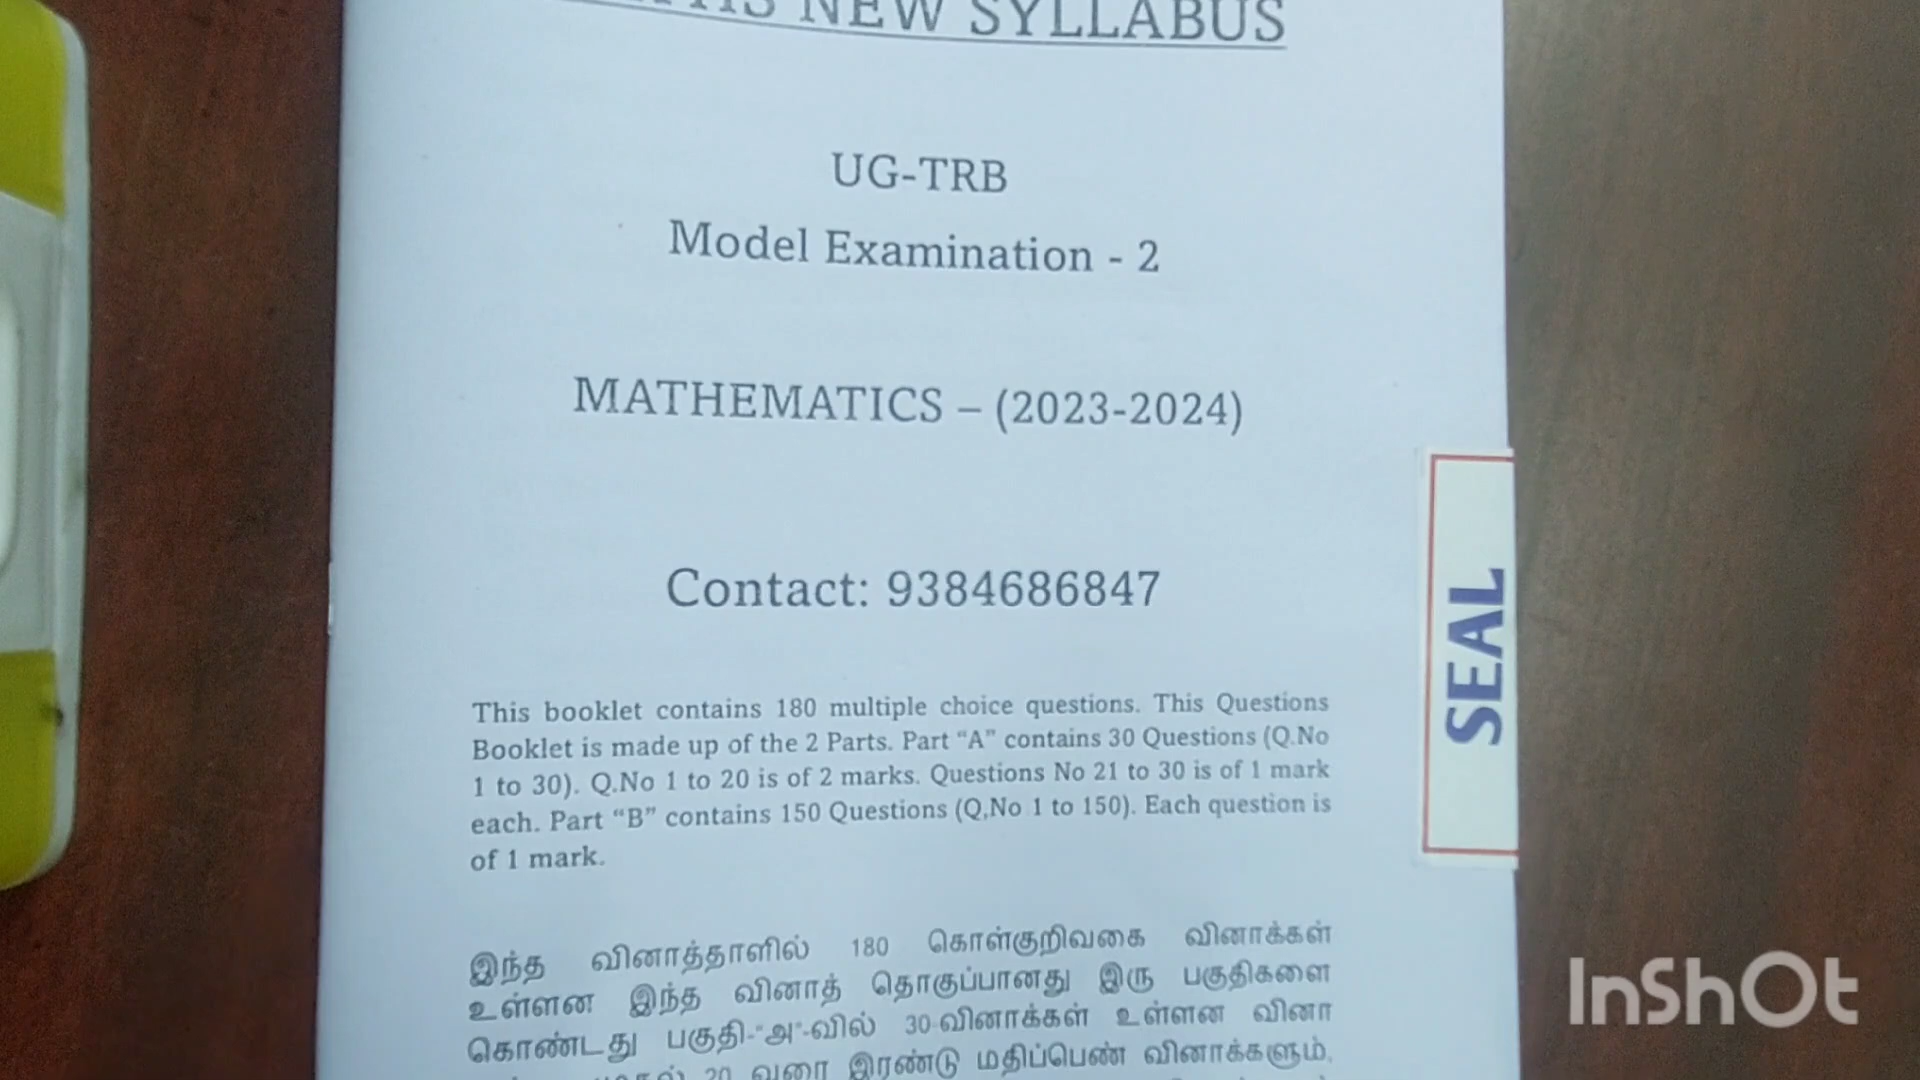 NEW SYLLABUS
UG-TRB
Model Examination - 2
MATHEMATICS – (2023-2024)
Contact: 9384686847
This booklet contains 180 multiple choice questions. This Questions
Booklet is made up of the 2 Parts. Part “A” contains 30 Questions (Q.No
1 to 30). Q.No 1 to 20 is of 2 marks. Questions No 21 to 30 is of 1 mark
each. Part “B” contains 150 Questions (Q,No 1 to 150). Each question is
of 1 mark.
இந்த வினாத்தாளில் 180 கொள்குறிவகை வினாக்கள்
உள்ளன இந்த வினாத் தொகுப்பானது இரு பகுதிகளை
கொண்டது பகுதி-"அ"-வில் 30-வினாக்கள் உள்ளன வினா
20 வரை இரண்டு மதிப்பெண் வினாக்களும்,
SEAL
InShOt